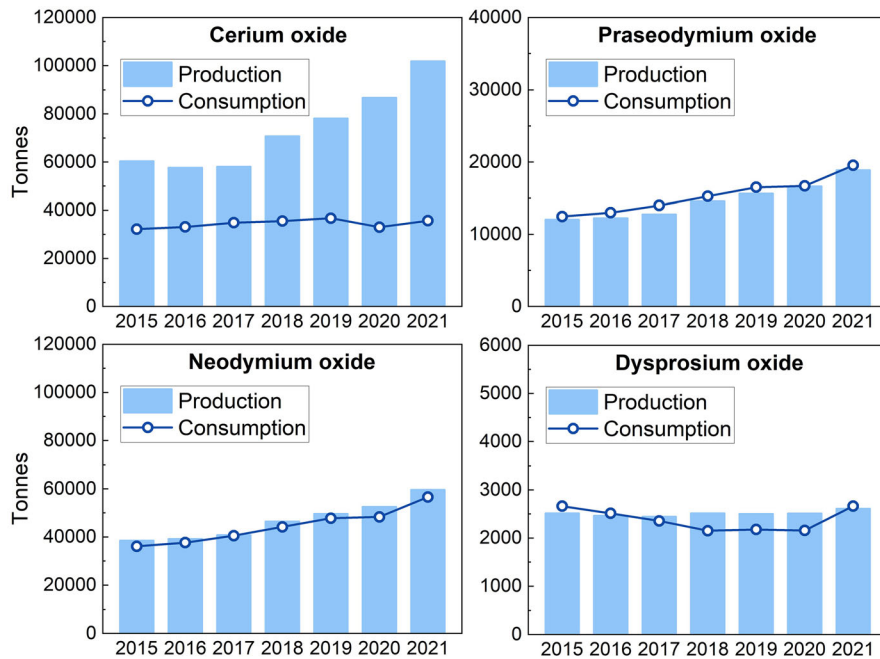 Cerium oxide
Production
Consumption
Tonnes
120000
100000
80000
60000
40000
20000
0
2015 2016 2017 2018 2019 2020 2021
Praseodymium oxide
Production
Consumption
40000
30000
20000
10000
0
2015 2016 2017 2018 2019 2020 2021
Neodymium oxide
Production
Consumption
Tonnes
120000
100000
80000
60000
40000
20000
0
2015 2016 2017 2018 2019 2020 2021
Dysprosium oxide
Production
Consumption
6000
5000
4000
3000
2000
1000
0
2015 2016 2017 2018 2019 2020 2021